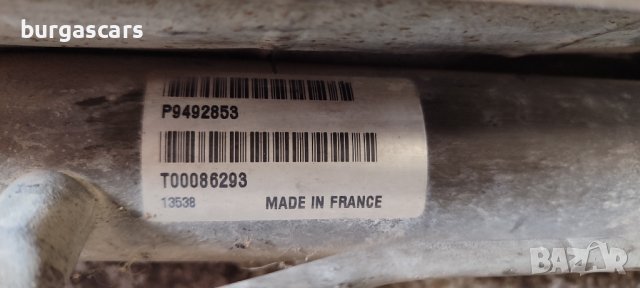 burgascars
P9492853
T00086293
13538 MADE IN FRANCE
BAZAR